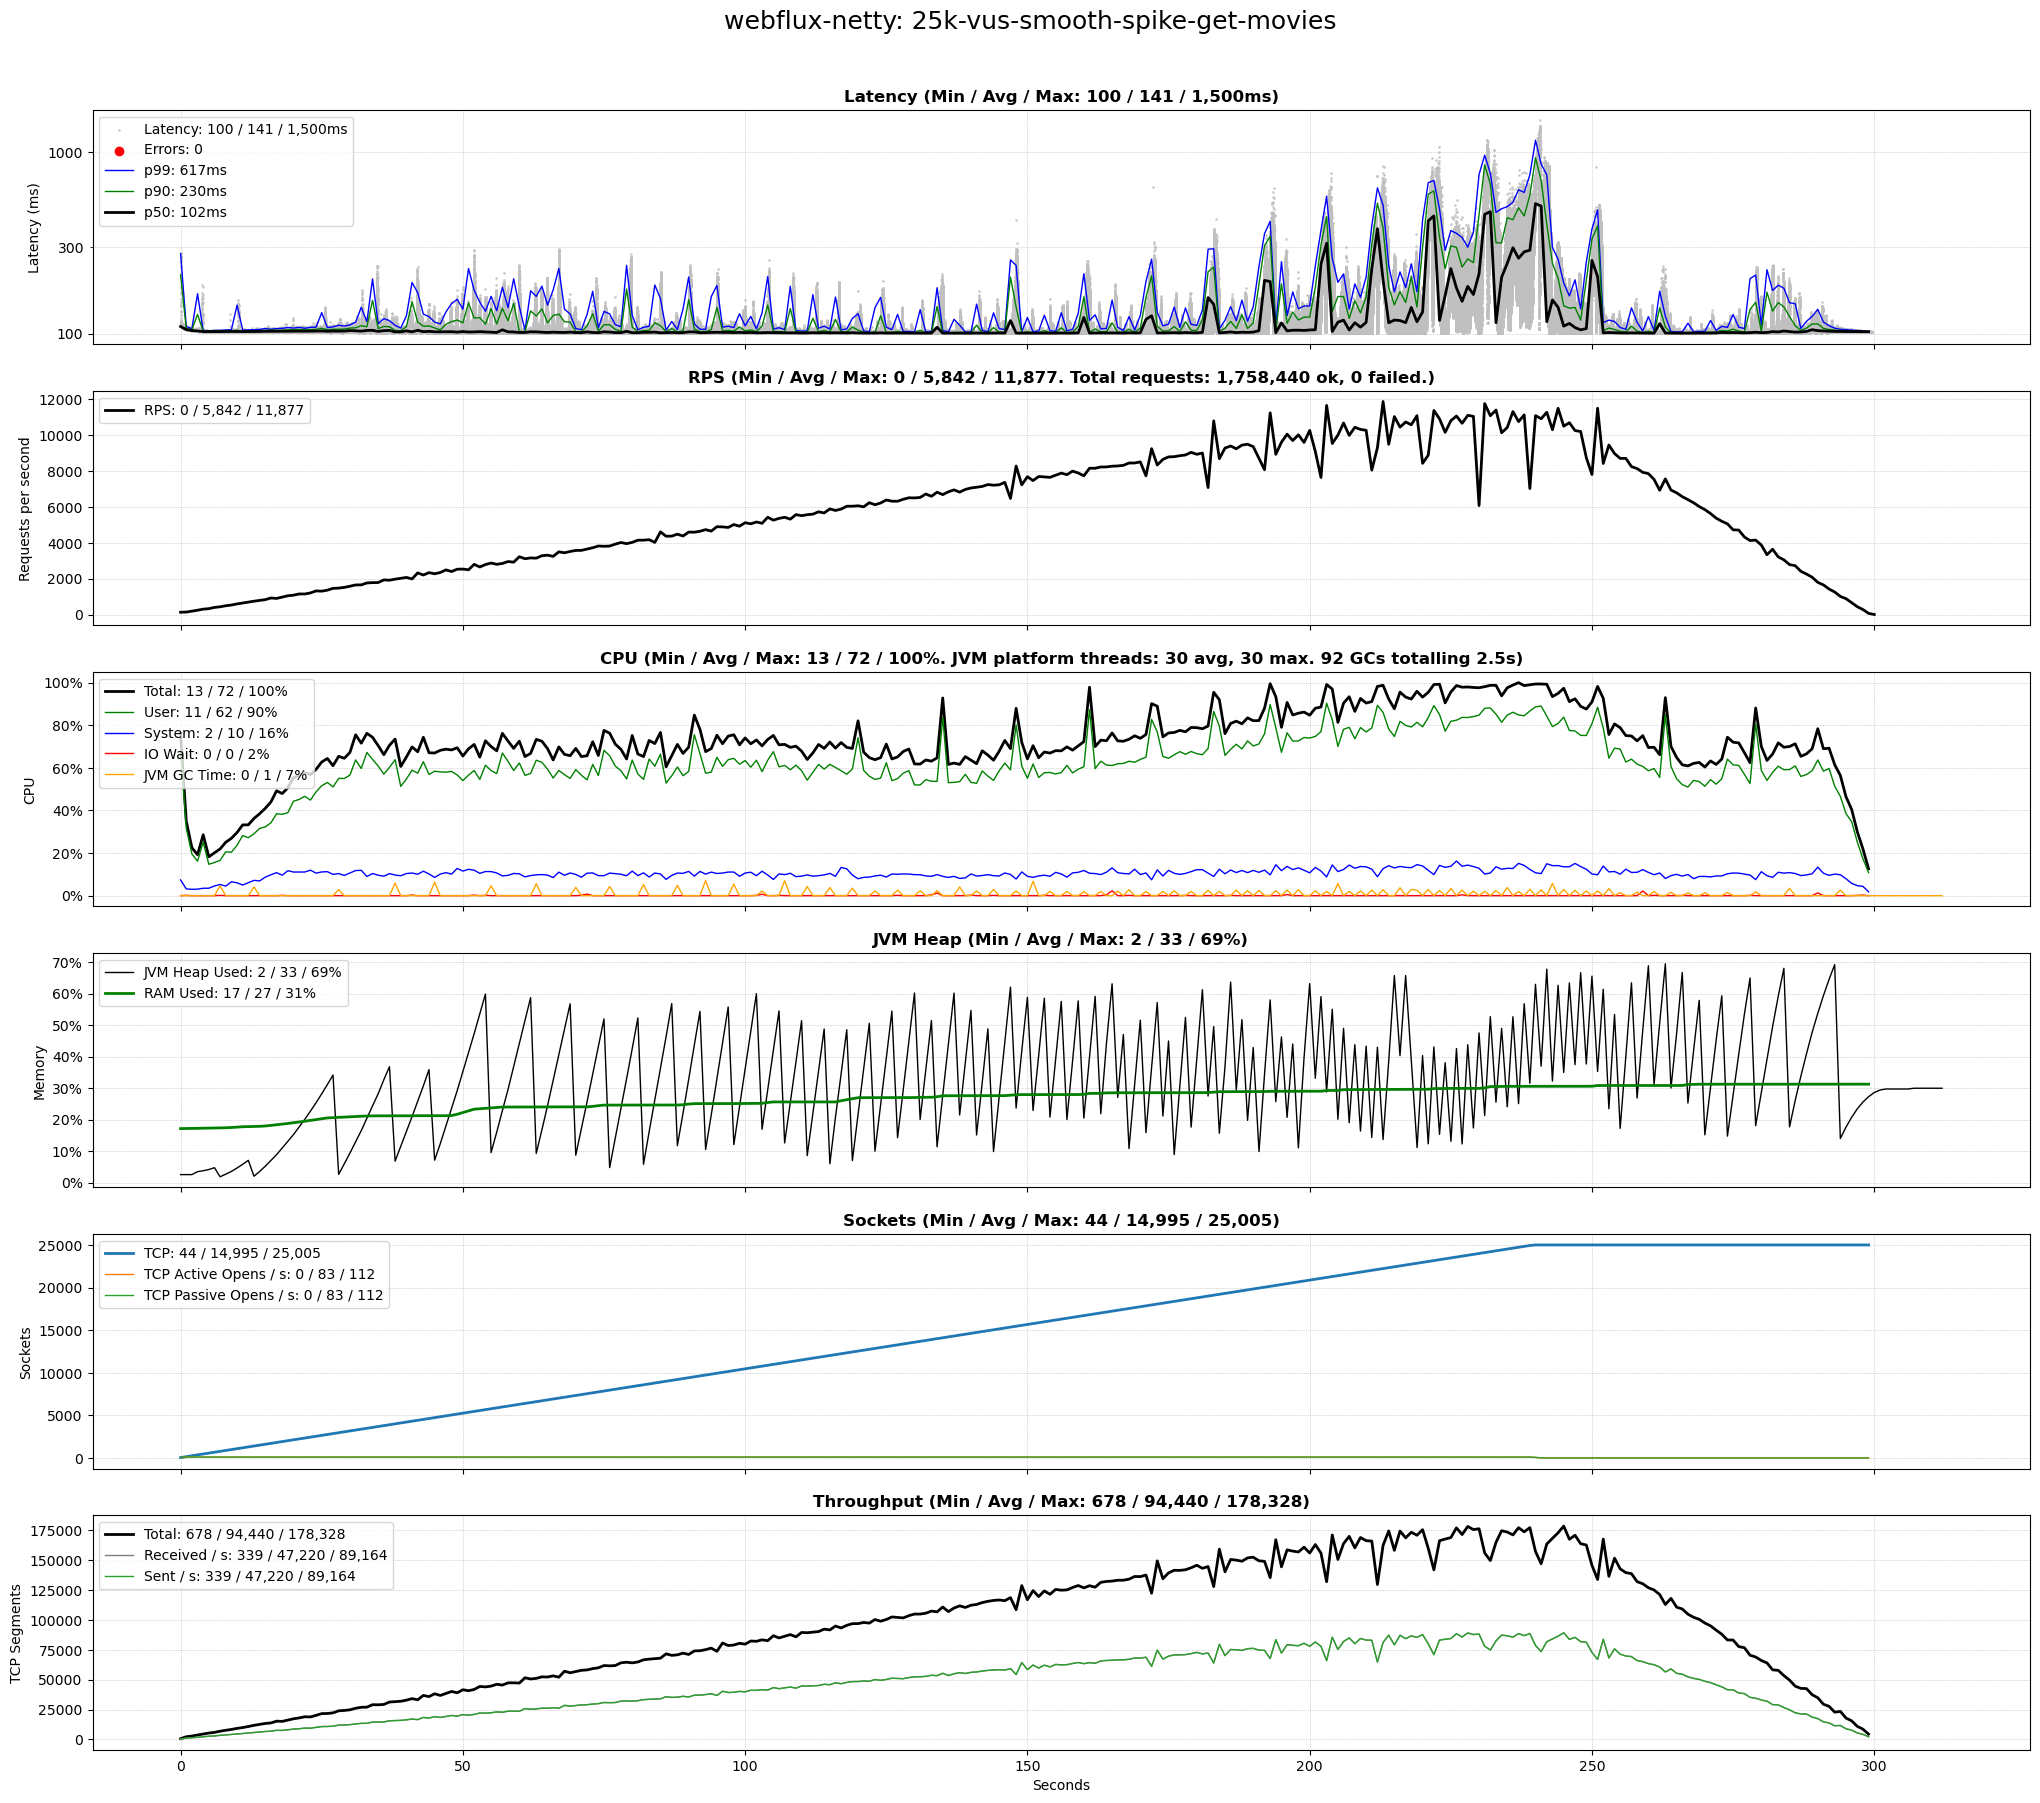 webflux-netty: 25k-vus-smooth-spike-get-movies
Latency (Min / Avg / Max: 100 / 141 / 1,500ms)
Latency (ms)
1000
300
100
Latency: 100 / 141 / 1,500ms
Errors: 0
p99: 617ms
p90: 230ms
p50: 102ms
RPS (Min / Avg / Max: 0 / 5,842 / 11,877. Total requests: 1,758,440 ok, 0 failed.)
Requests per second
12000
10000
8000
6000
4000
2000
0
RPS: 0 / 5,842 / 11,877
CPU (Min / Avg / Max: 13 / 72 / 100%. JVM platform threads: 30 avg, 30 max. 92 GCs totalling 2.5s)
CPU
100%
80%
60%
40%
20%
0%
Total: 13 / 72 / 100%
User: 11 / 62 / 90%
System: 2 / 10 / 16%
IO Wait: 0 / 0 / 2%
JVM GC Time: 0 / 1 / 7%
JVM Heap (Min / Avg / Max: 2 / 33 / 69%)
Memory
70%
60%
50%
40%
30%
20%
10%
0%
JVM Heap Used: 2 / 33 / 69%
RAM Used: 17 / 27 / 31%
Sockets (Min / Avg / Max: 44 / 14,995 / 25,005)
Sockets
25000
20000
15000
10000
5000
0
TCP: 44 / 14,995 / 25,005
TCP Active Opens / s: 0 / 83 / 112
TCP Passive Opens / s: 0 / 83 / 112
Throughput (Min / Avg / Max: 678 / 94,440 / 178,328)
TCP Segments
175000
150000
125000
100000
75000
50000
25000
0
Total: 678 / 94,440 / 178,328
Received / s: 339 / 47,220 / 89,164
Sent / s: 339 / 47,220 / 89,164
0 50 100 150 200 250 300
Seconds